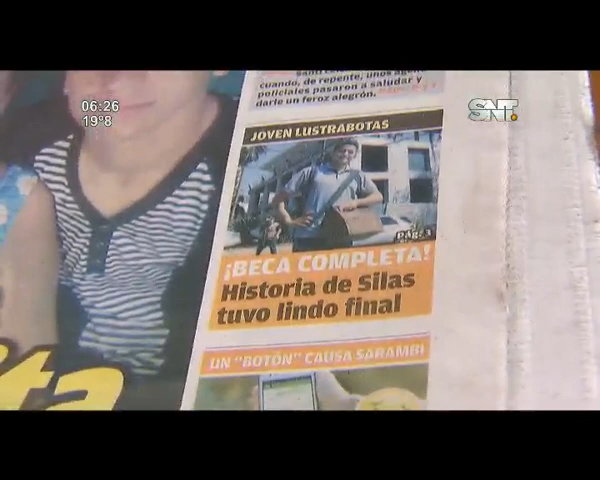 06:26
19°8
SNT.
cuando, de repente, unos
policiales pasaron a saludar y
darle un feroz alegrón.
JOVEN LUSTRABOTAS
Pág. 3
¡BECA COMPLETA!
Historia de Silas
tuvo lindo final
UN "BOTÓN" CAUSA SARAMBI
ita